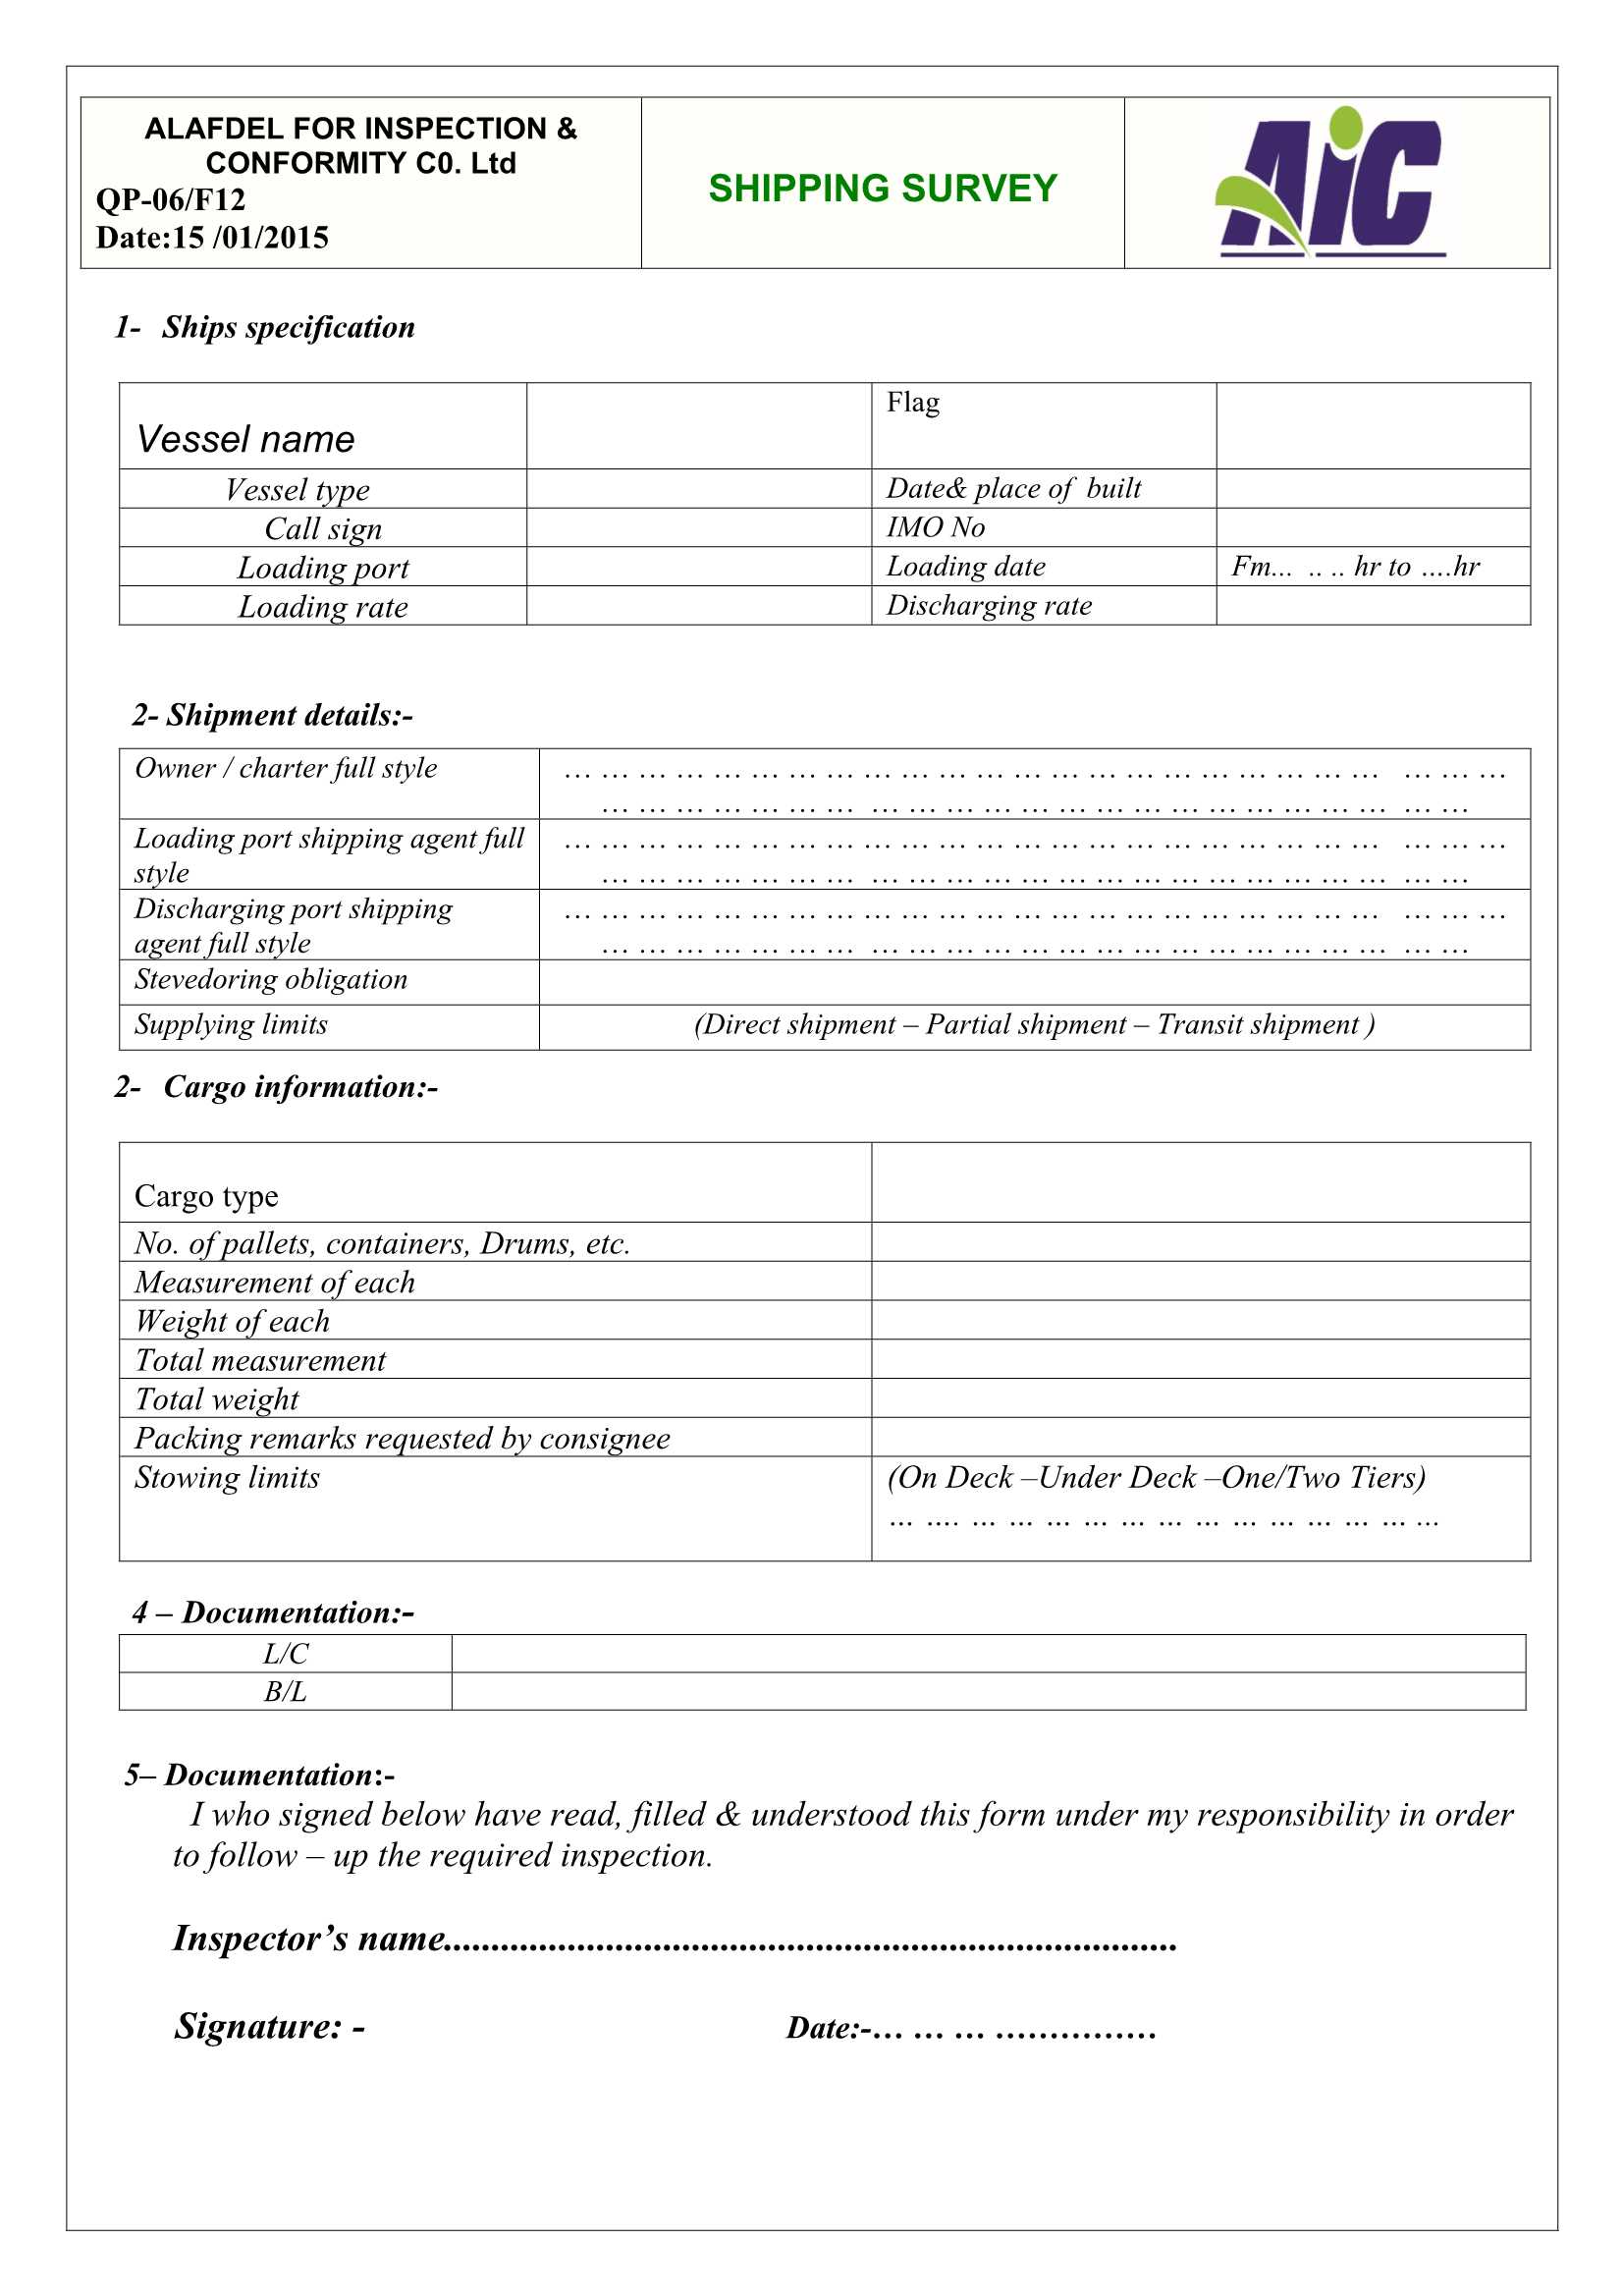 ALAFDEL FOR INSPECTION &
CONFORMITY C0. Ltd
QP-06/F12
Date:15 /01/2015
SHIPPING SURVEY
AiC
1- Ships specification
Vessel name
Flag
Vessel type
Date& place of built
Call sign
IMO No
Loading port
Loading date
Fm... .. .. hr to ....hr
Loading rate
Discharging rate
2- Shipment details:-
Owner / charter full style
… … … … … … … … … … … … … … … … … … … … … … … … …
… … … … … … … … … … … … … … … … … … … … … … …
Loading port shipping agent full
style
… … … … … … … … … … … … … … … … … … … … … … … … …
… … … … … … … … … … … … … … … … … … … … … … …
Discharging port shipping
agent full style
… … … … … … … … … … … … … … … … … … … … … … … … …
… … … … … … … … … … … … … … … … … … … … … … …
Stevedoring obligation
Supplying limits
(Direct shipment – Partial shipment – Transit shipment )
2- Cargo information:-
Cargo type
No. of pallets, containers, Drums, etc.
Measurement of each
Weight of each
Total measurement
Total weight
Packing remarks requested by consignee
Stowing limits
(On Deck –Under Deck –One/Two Tiers)
… …. … … … … … … … … … … … … …
4 – Documentation:-
L/C
B/L
5– Documentation:-
I who signed below have read, filled & understood this form under my responsibility in order
to follow – up the required inspection.
Inspector’s name..............................................................................
Signature: -
Date:-… … … ……………